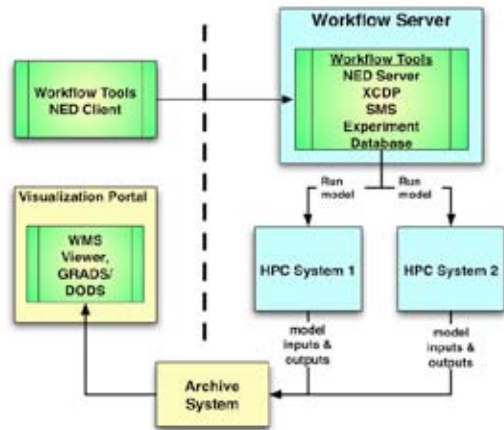 Workflow Server
Workflow Tools
NED Server
XCDP
SMS
Experiment
Database
Workflow Tools
NED Client
Run
model
Run
model
Visualization Portal
WMS
Viewer,
GRADS/
DODS
HPC System 1
HPC System 2
model
inputs &
outputs
model
inputs &
outputs
Archive
System